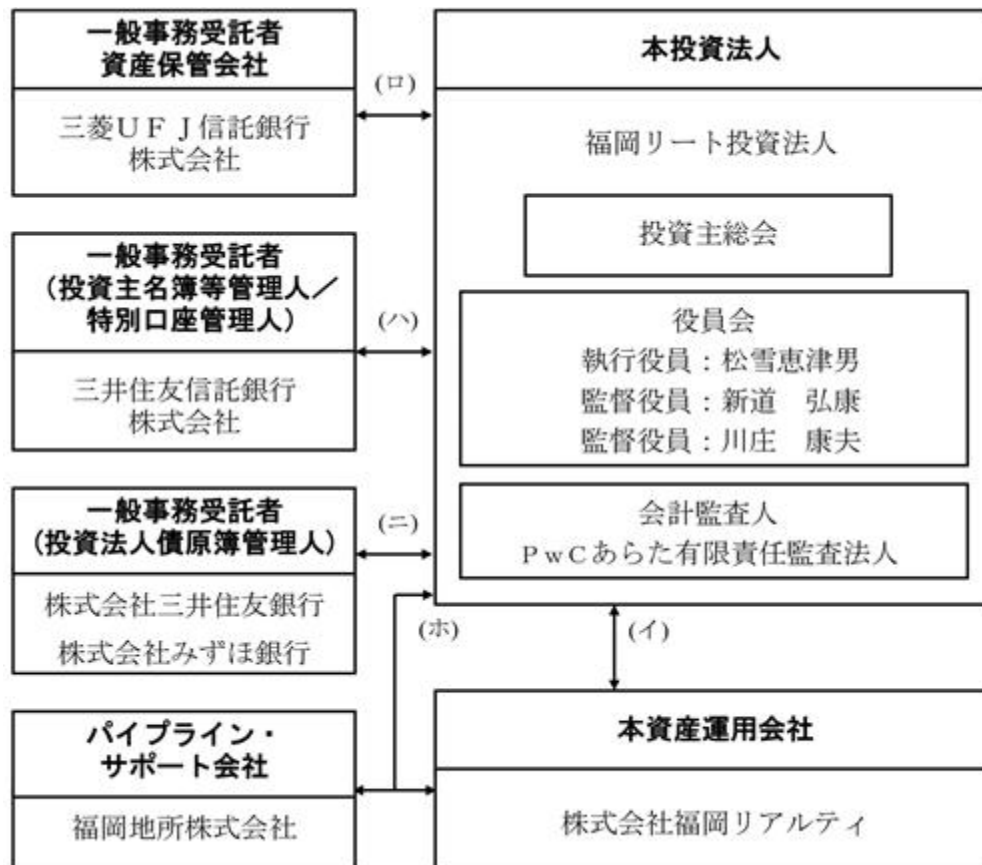 一般事務受託者
資産保管会社
三菱UFJ信託銀行
株式会社
(ロ)
一般事務受託者
(投資主名簿等管理人/
特別口座管理人)
三井住友信託銀行
株式会社
(ハ)
一般事務受託者
(投資法人債原簿管理人)
株式会社三井住友銀行
株式会社みずほ銀行
(ニ)
パイプライン・
サポート会社
福岡地所株式会社
(ホ)
本投資法人
福岡リート投資法人
投資主総会
役員会
執行役員：松雪恵津男
監督役員：新道　弘康
監督役員：川庄　康夫
会計監査人
PwCあらた有限責任監査法人
(イ)
本資産運用会社
株式会社福岡リアルティ